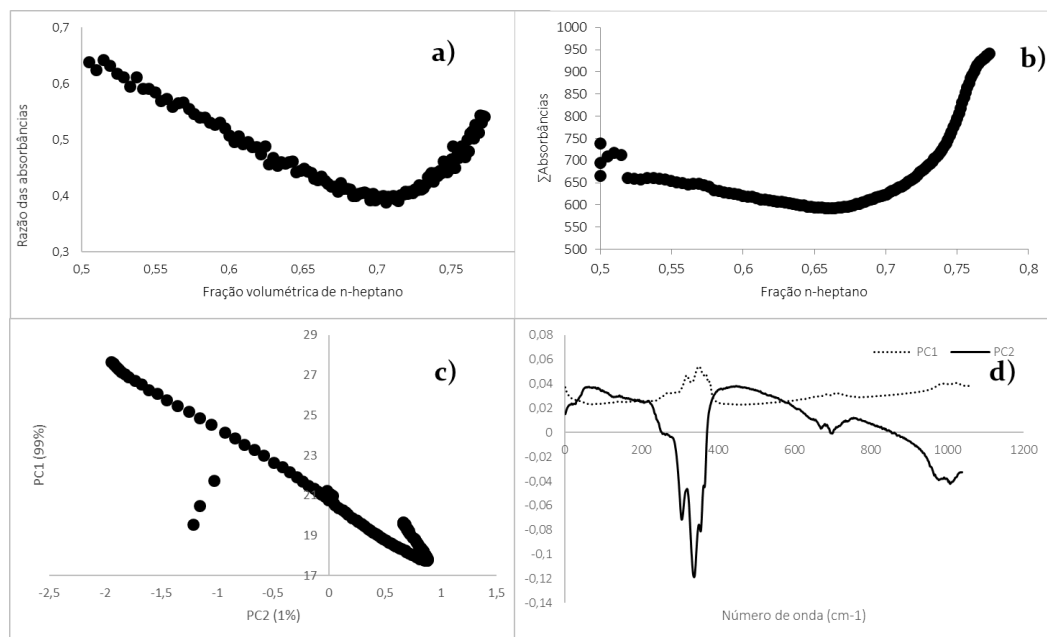 a)
0,7
0,6
0,5
0,4
0,3
Razão das absorbâncias
0,5 0,55 0,6 0,65 0,7 0,75
Fração volumétrica de n-heptano
b)
1000
950
900
850
800
750
700
650
600
550
500
∑Absorbâncias
0,5 0,55 0,6 0,65 0,7 0,75 0,8
Fração n-heptano
c)
29
27
25
23
21
19
17
PC1 (99%)
-2,5 -2 -1,5 -1 -0,5 0 0,5 1 1,5
PC2 (1%)
d)
PC1 PC2
0,08
0,06
0,04
0,02
0
-0,02
-0,04
-0,06
-0,08
-0,1
-0,12
-0,14
0 200 400 600 800 1000 1200
Número de onda (cm-1)